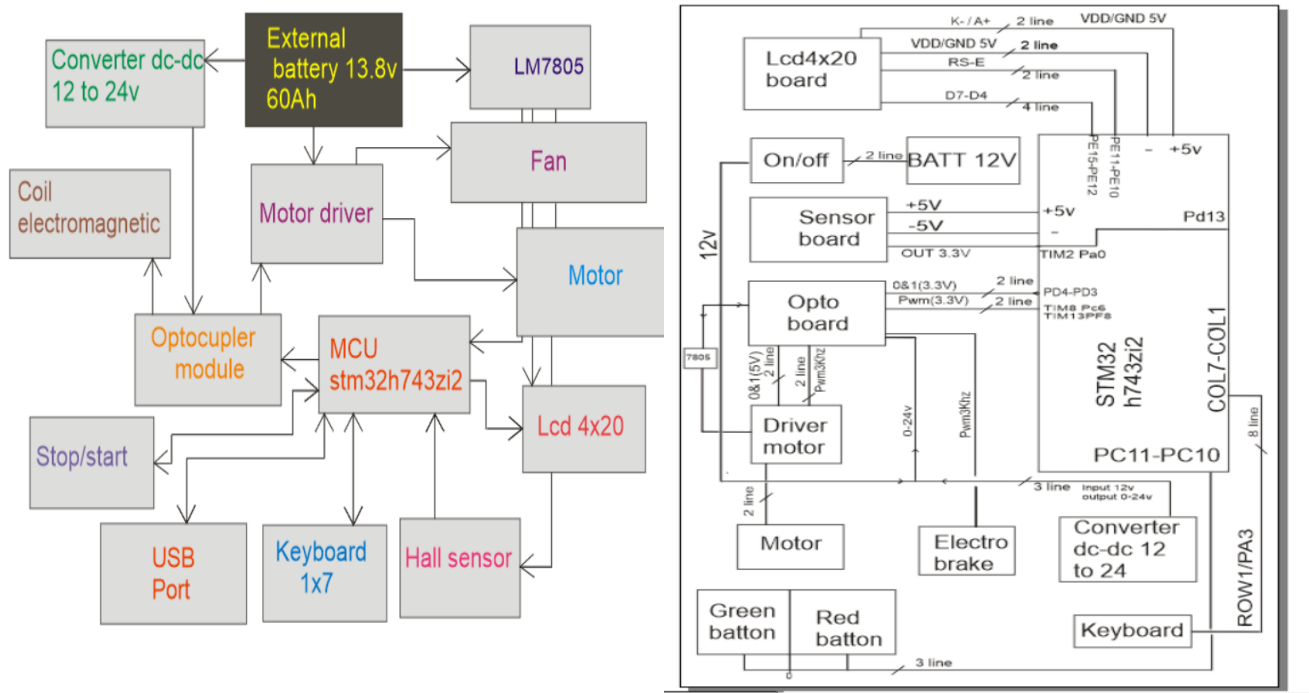 External
battery 13.8v
60Ah
Converter dc-dc
12 to 24v
LM7805
Fan
Coil
electromagnetic
Motor driver
Motor
Optocupler
module
MCU
stm32h743zi2
Lcd 4x20
Stop/start
USB
Port
Keyboard
1x7
Hall sensor
K-/A+
2 line
VDD/GND 5V
Lcd4x20
board
VDD/GND 5V
2 line
RS-E
2 line
D7-D4
4 line
On/off
2 line
BATT 12V
PE15-PE12
PE11-PE10
-
+5v
Sensor
board
+5V
-5V
OUT 3.3V
+5v
-
TIM2 Pa0
Pd13
12v
Opto
board
0&1(3.3V)
2 line
PD4-PD3
Pwm(3.3V)
2 line
TIM8 Pc6
TIM13PF8
7805
0&1(5V)
2 line
2 line
Pwm3Khz
STM32
h743zi2
COL7-COL1
Driver
motor
0-24v
Pwm3Khz
8 line
PC11-PC10
2 line
3 line
Input 12v
output 0-24v
Motor
Electro
brake
Converter
dc-dc 12
to 24
ROW1/PA3
Green
batton
Red
batton
Keyboard
3 line